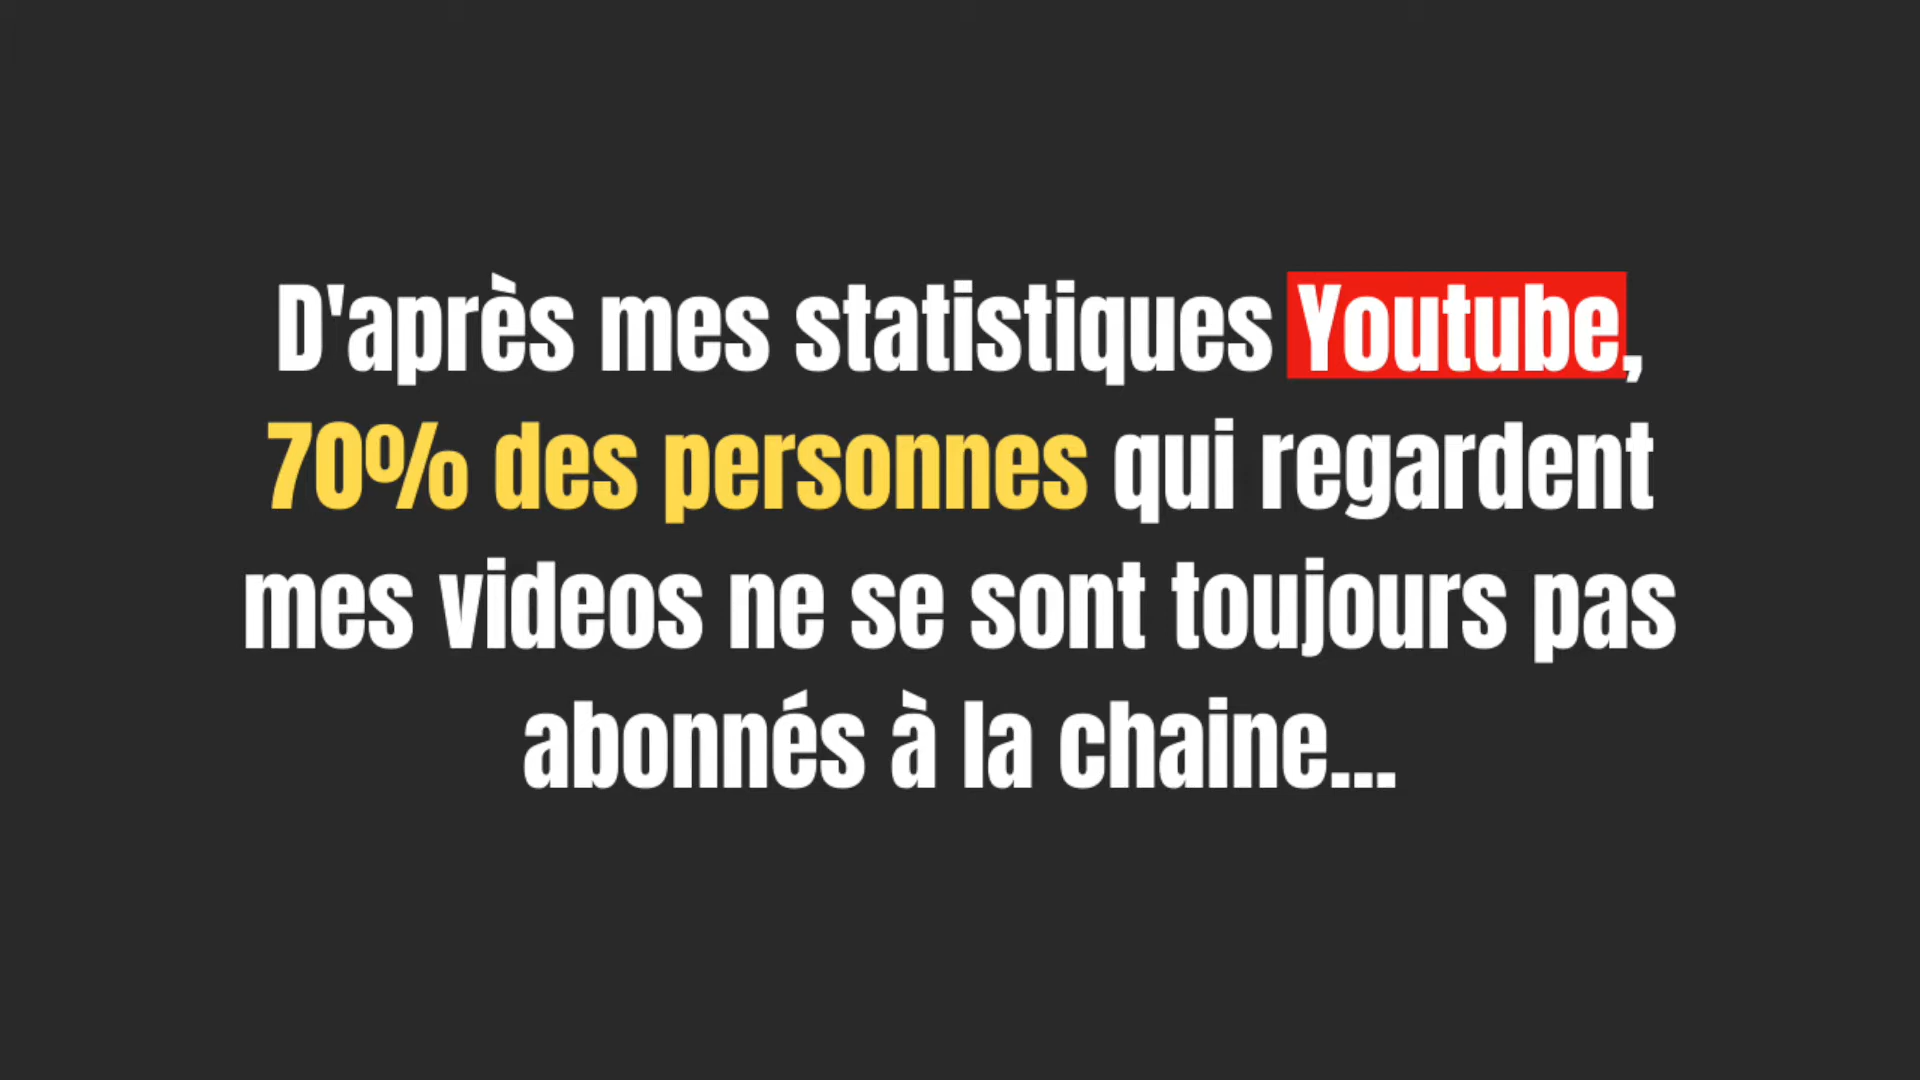 D'après mes statistiques Youtube,
70% des personnes qui regardent
mes videos ne se sont toujours pas
abonnés à la chaine...